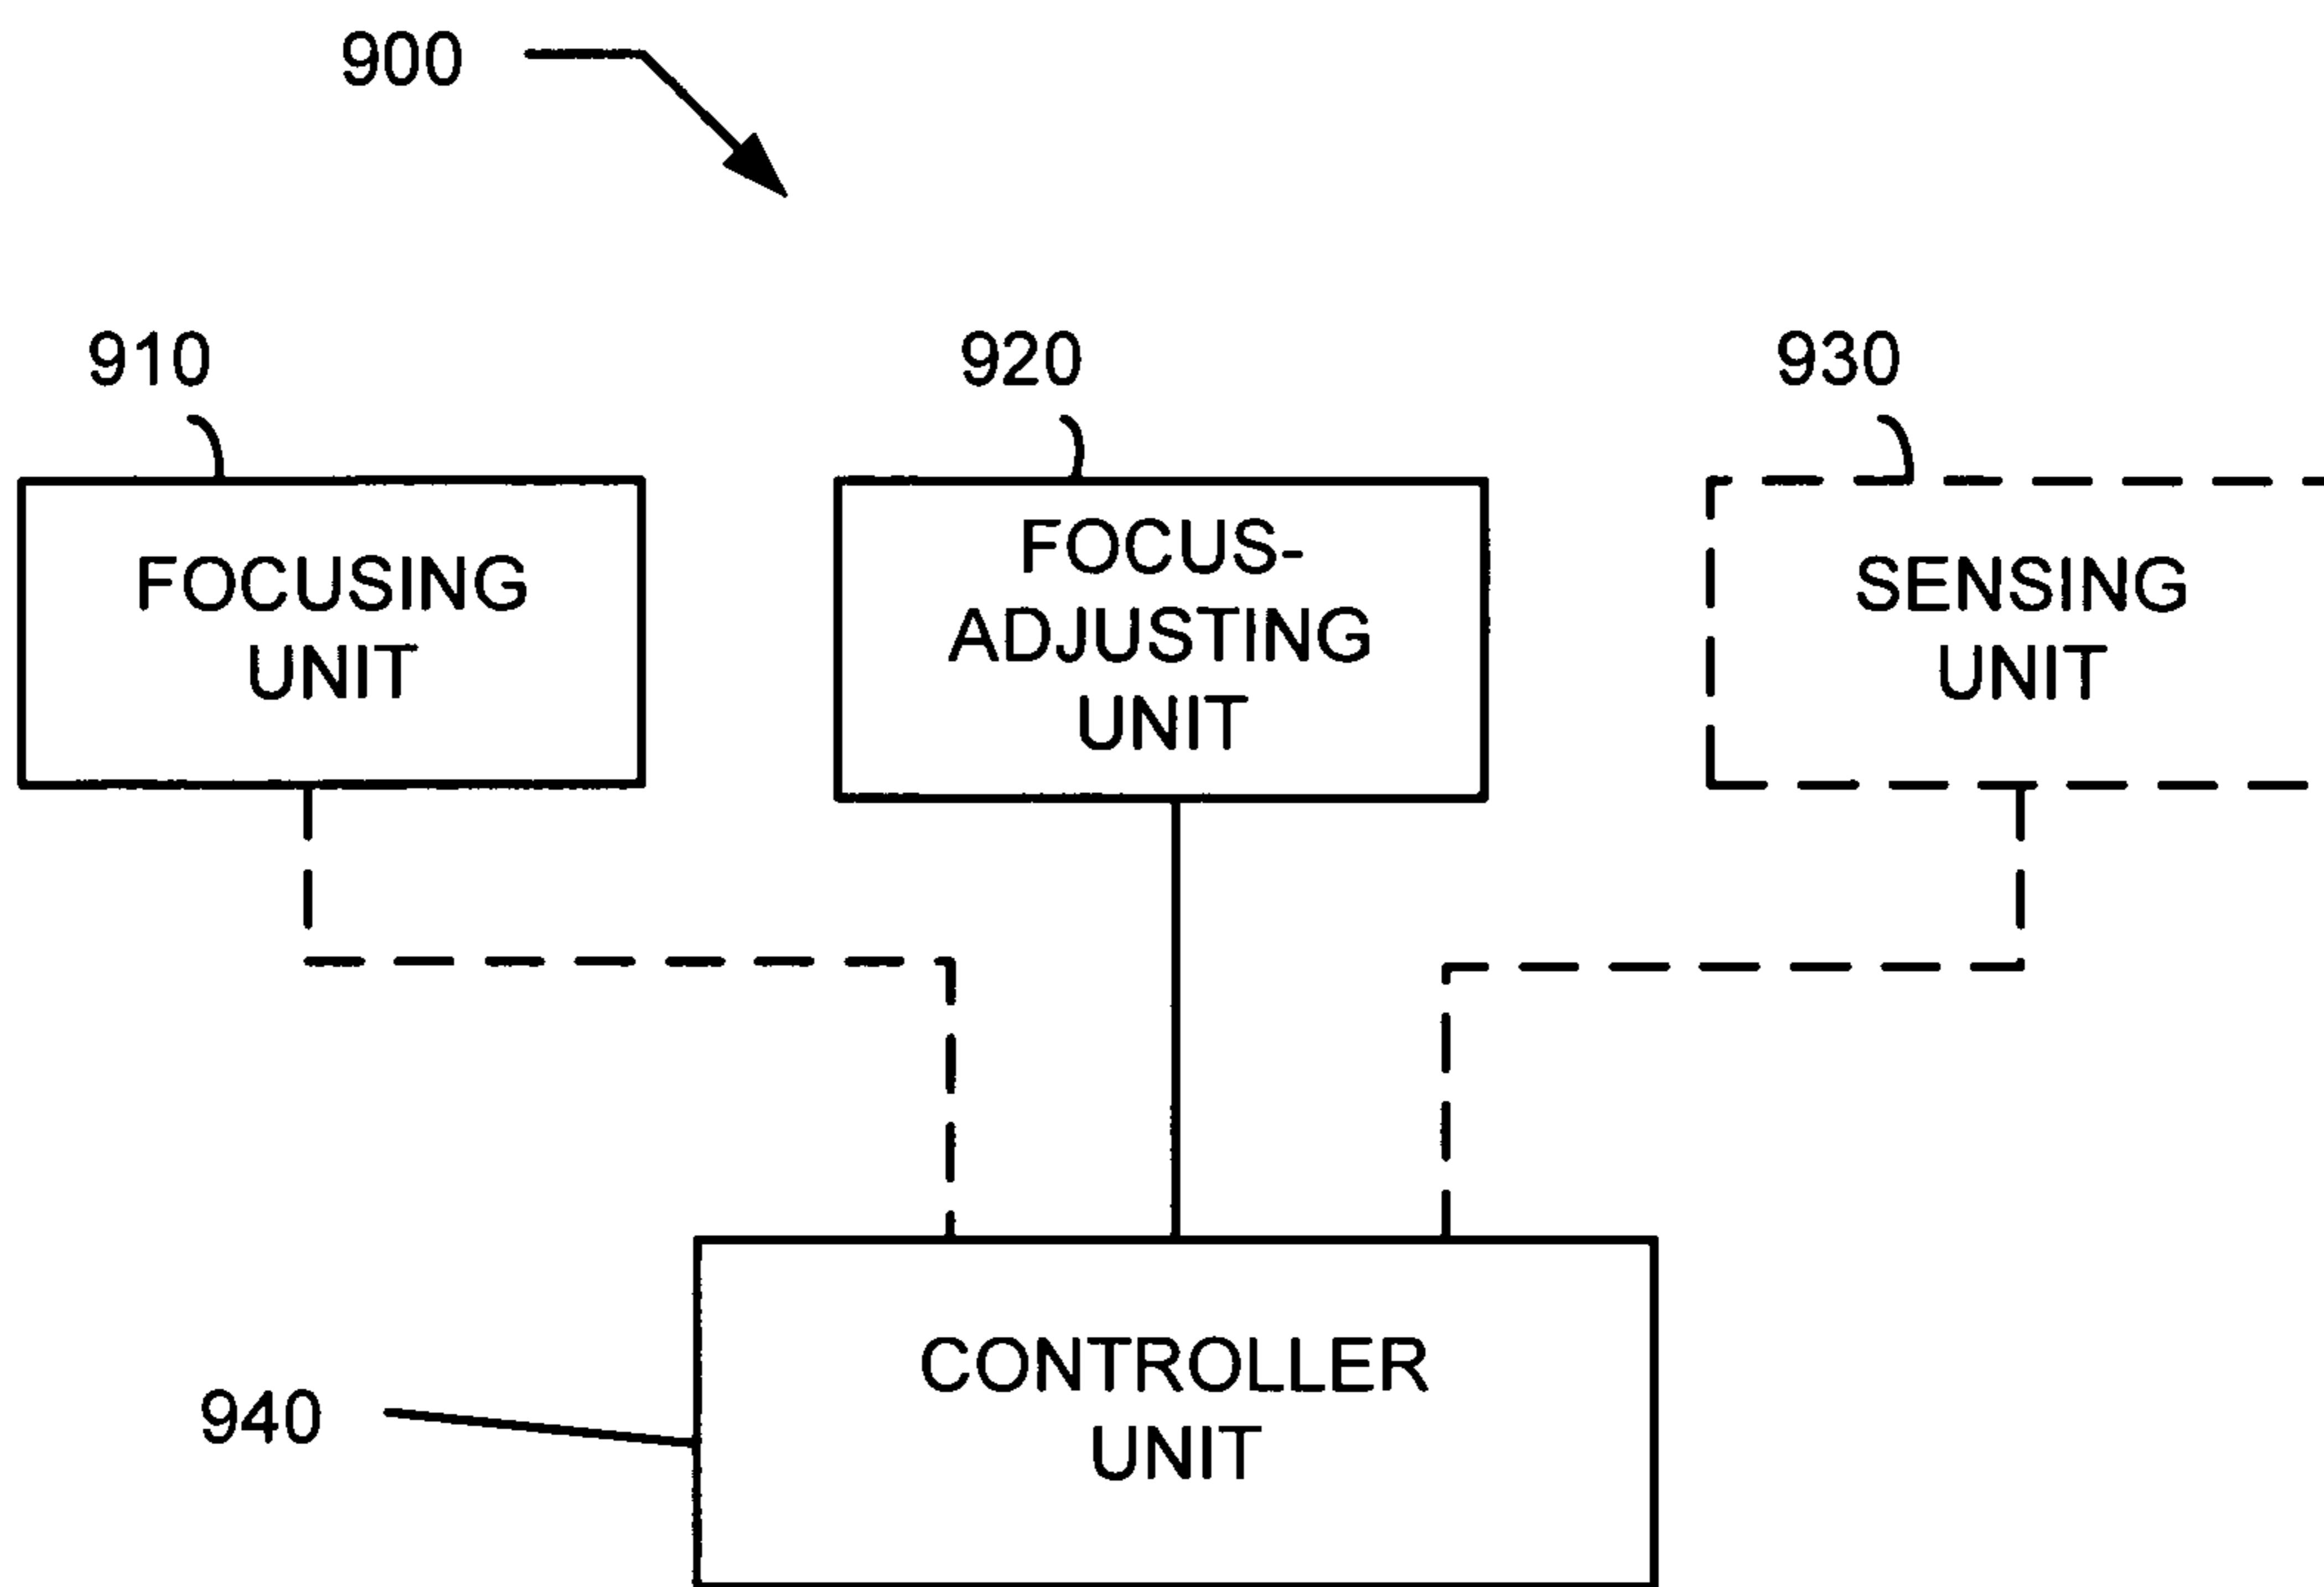 900
910
920
930
FOCUSING
UNIT
FOCUS-
ADJUSTING
UNIT
SENSING
UNIT
940
CONTROLLER
UNIT